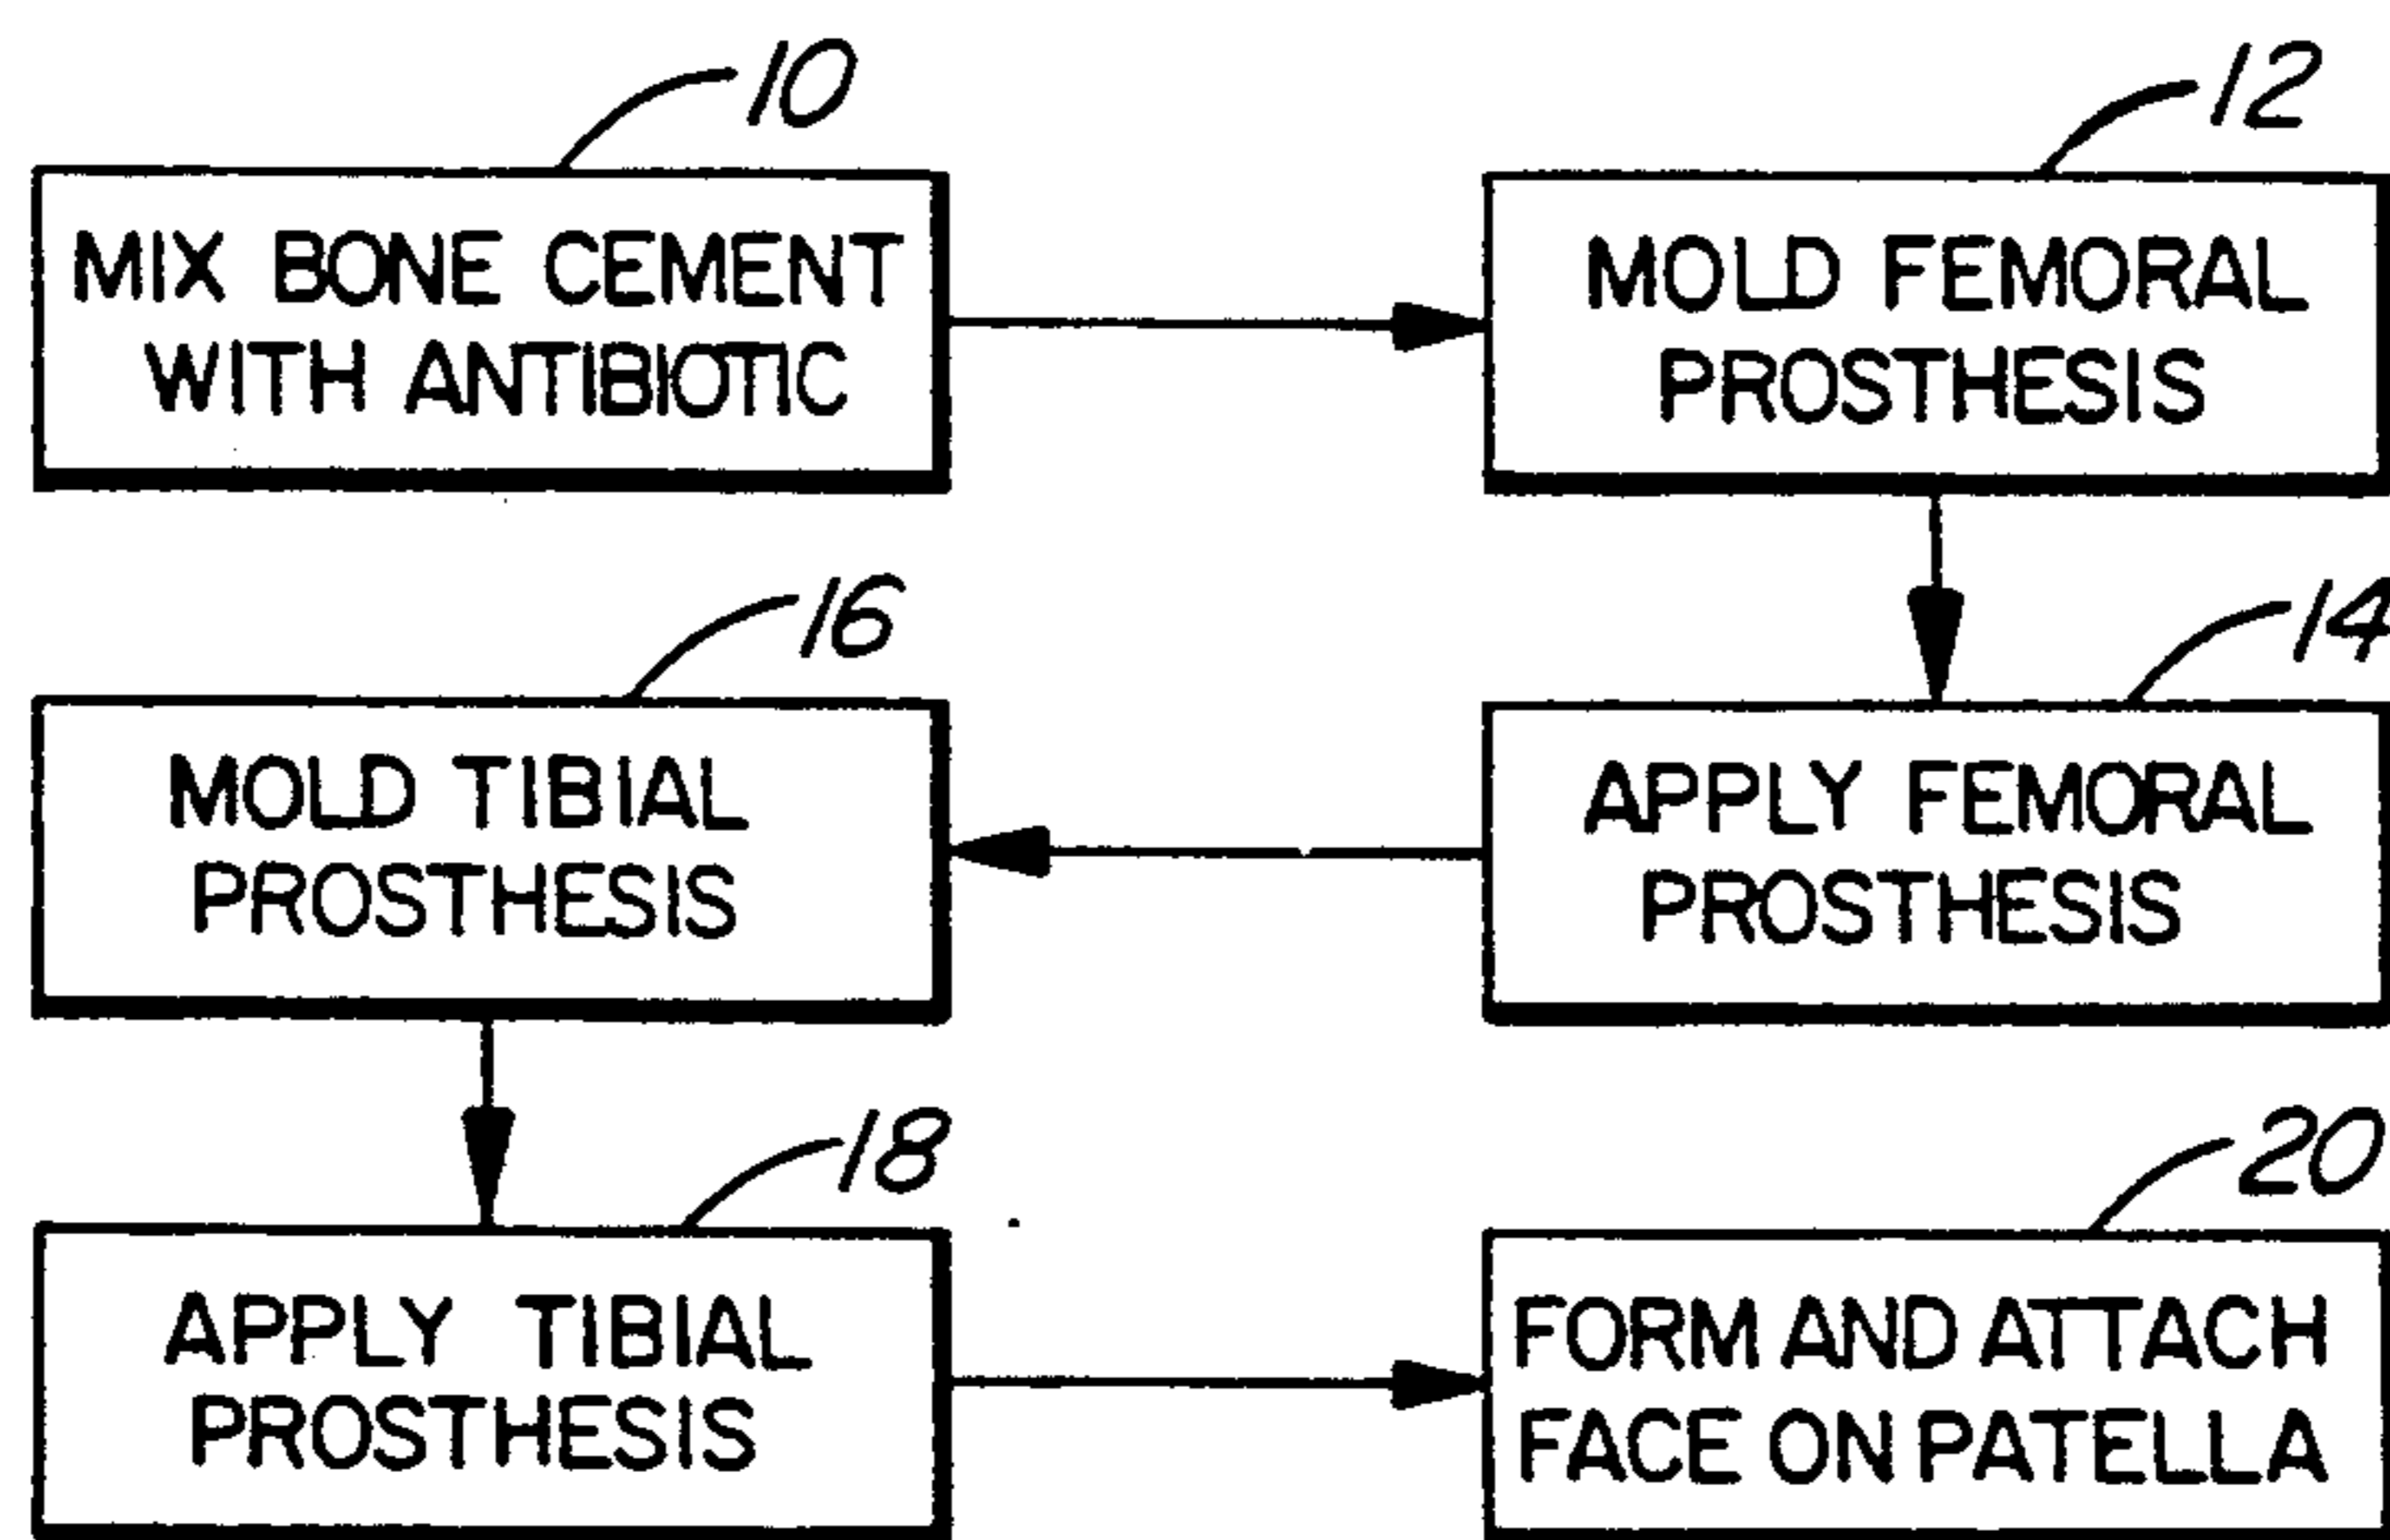 10
MIX BONE CEMENT
WITH ANTIBIOTIC
12
MOLD FEMORAL
PROSTHESIS
14
APPLY FEMORAL
PROSTHESIS
16
MOLD TIBIAL
PROSTHESIS
18
APPLY TIBIAL
PROSTHESIS
20
FORM AND ATTACH
FACE ON PATELLA